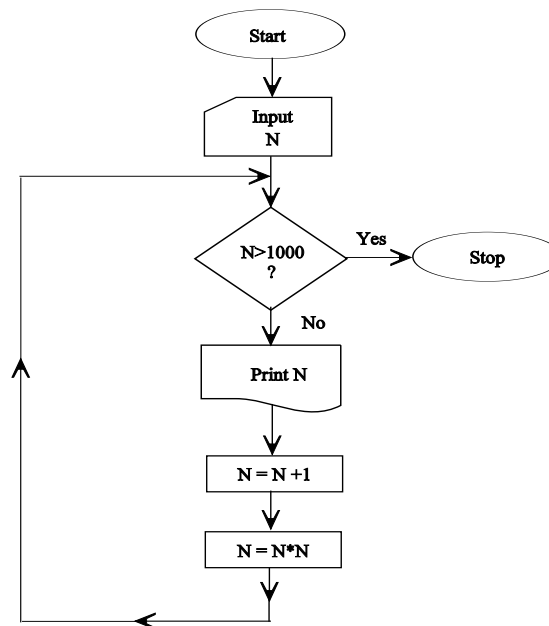 Start
Input
N
N>1000
?
Yes
Stop
No
Print N
N = N +1
N = N*N